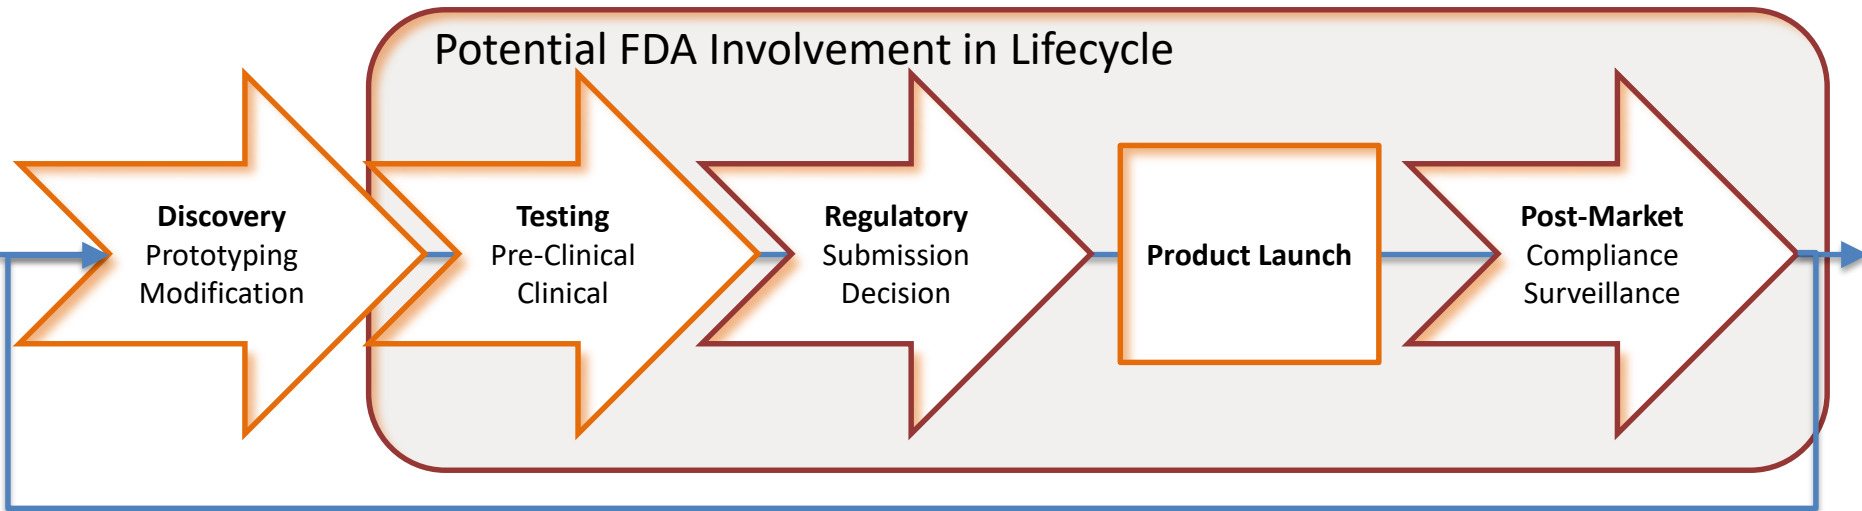 Potential FDA Involvement in Lifecycle
Discovery
Prototyping
Modification
Testing
Pre-Clinical
Clinical
Regulatory
Submission
Decision
Product Launch
Post-Market
Compliance
Surveillance